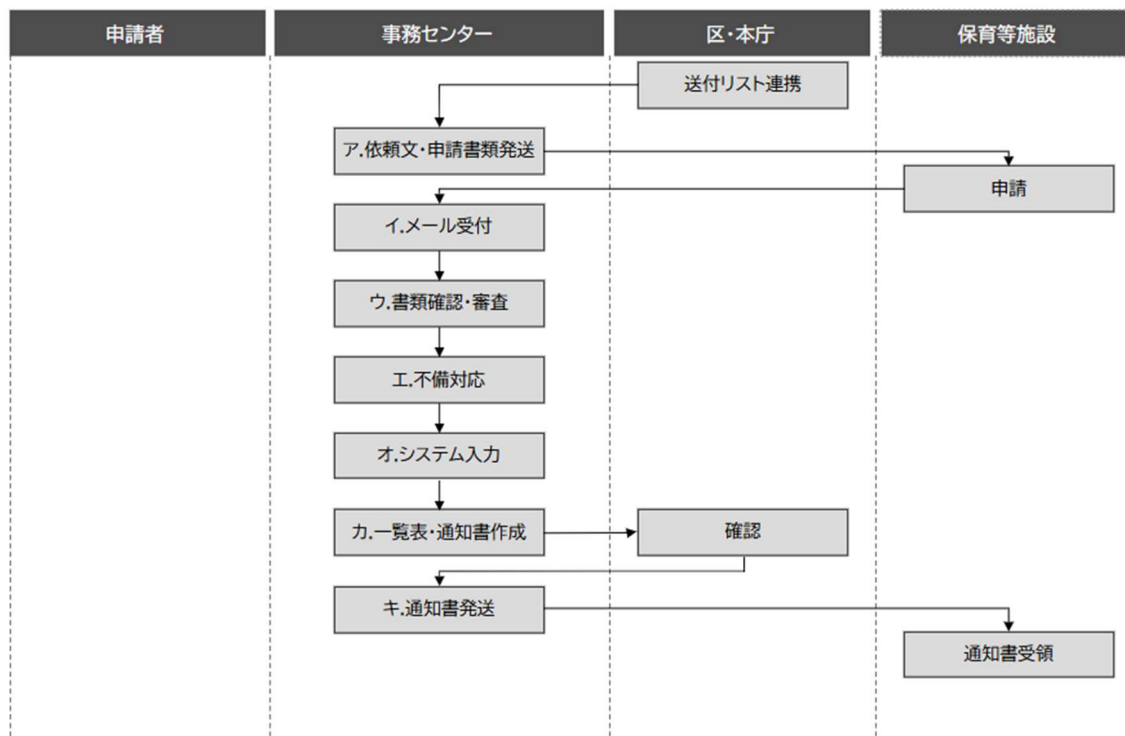 申請者
事務センター
区・本庁
保育等施設
送付リスト連携
ア.依頼文・申請書類発送
申請
イ.メール受付
ウ.書類確認・審査
エ.不備対応
オ.システム入力
カ.一覧表・通知書作成
確認
キ.通知書発送
通知書受領